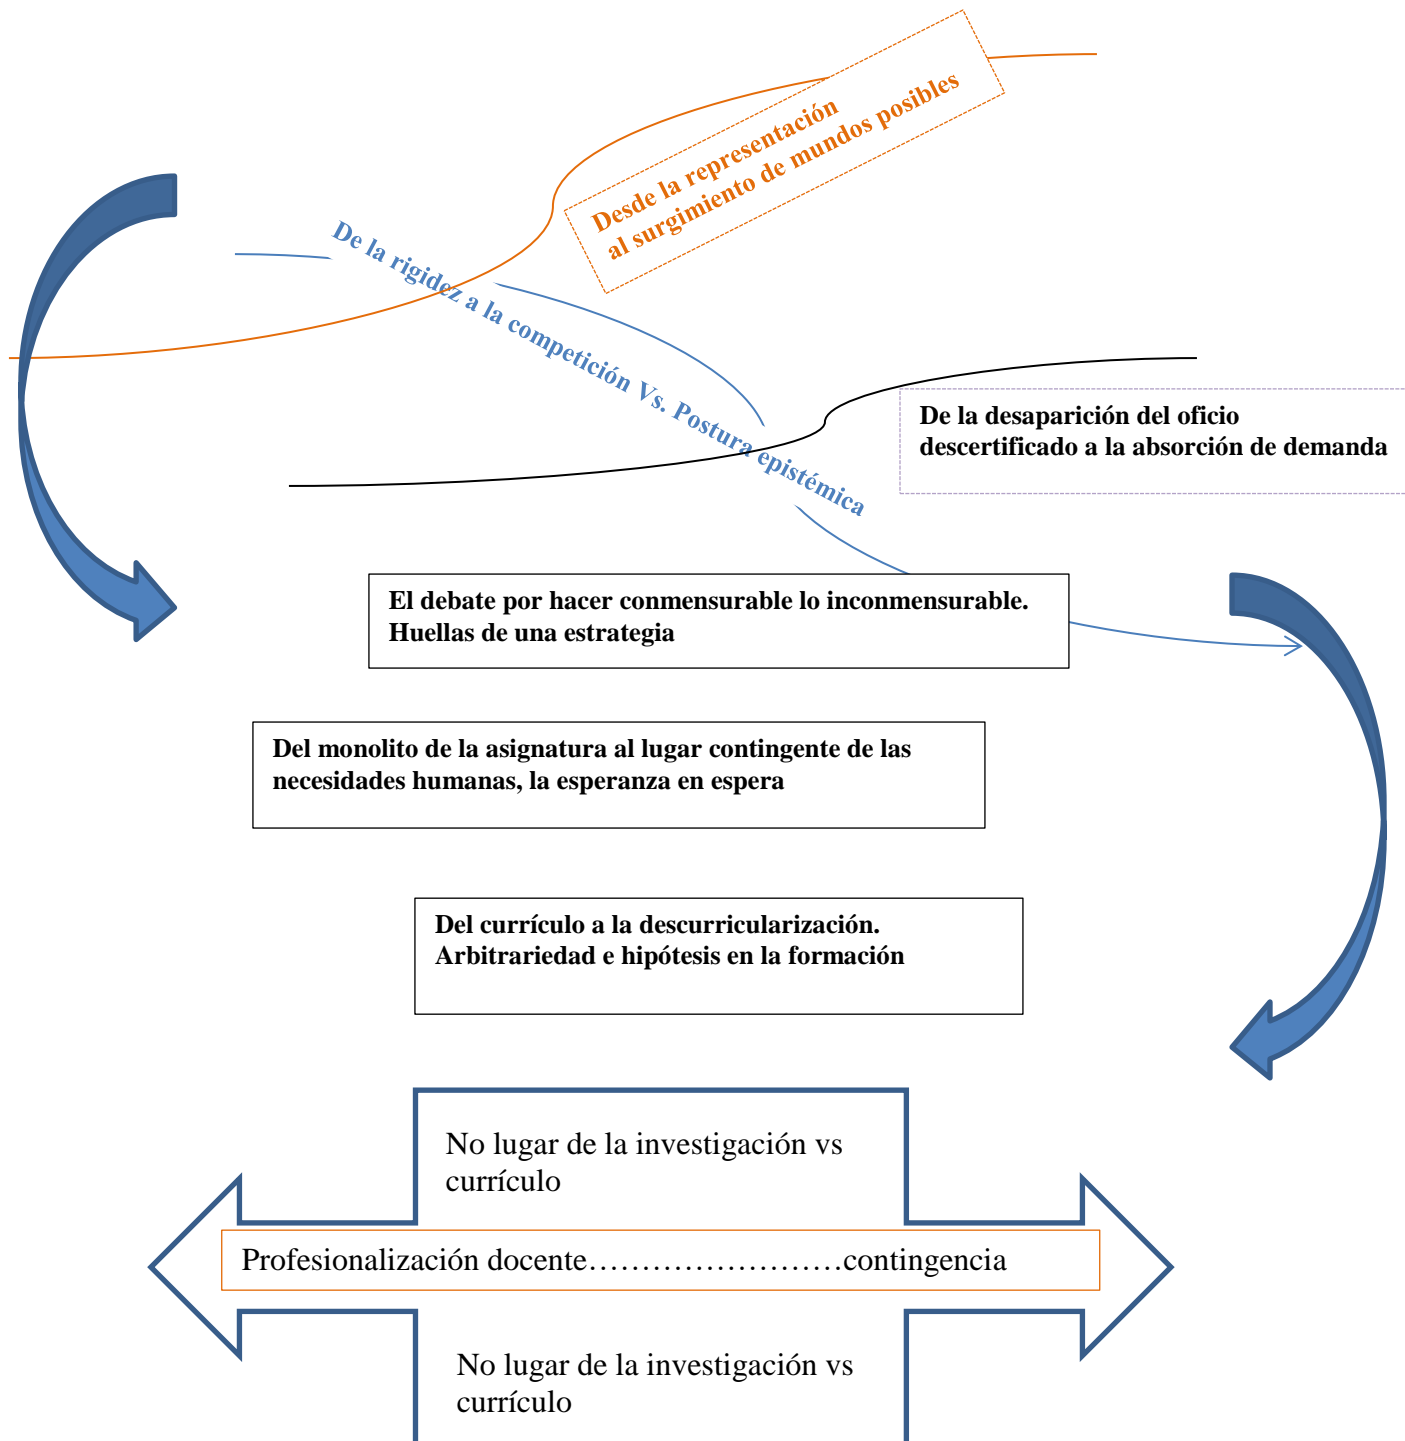 Desde la representación
al surgimiento de mundos posibles
De la rigidez a la competición Vs. Postura epistémica
De la desaparición del oficio
descertificado a la absorción de demanda
El debate por hacer conmensurable lo inconmensurable.
Huellas de una estrategia
Del monolito de la asignatura al lugar contingente de las
necesidades humanas, la esperanza en espera
Del currículo a la descurricularización.
Arbitrariedad e hipótesis en la formación
No lugar de la investigación vs
currículo
Profesionalización docente……………………contingencia
No lugar de la investigación vs
currículo